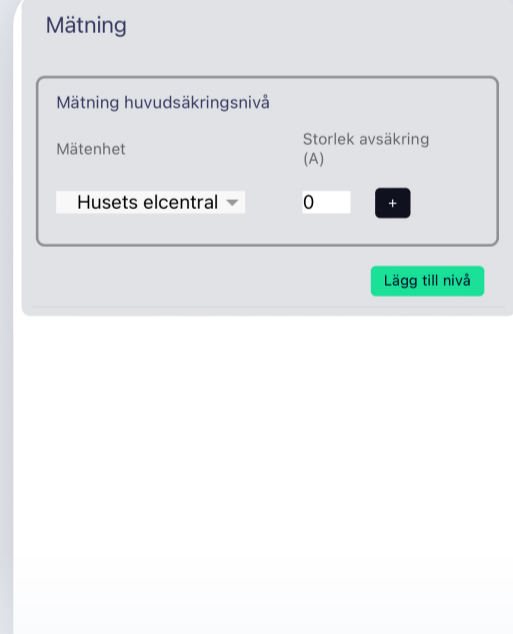 Mätning
Mätning huvudsäkringsnivå
Mätenhet
Storlek avsäkring
(A)
Husets elcentral
0
+
Lägg till nivå